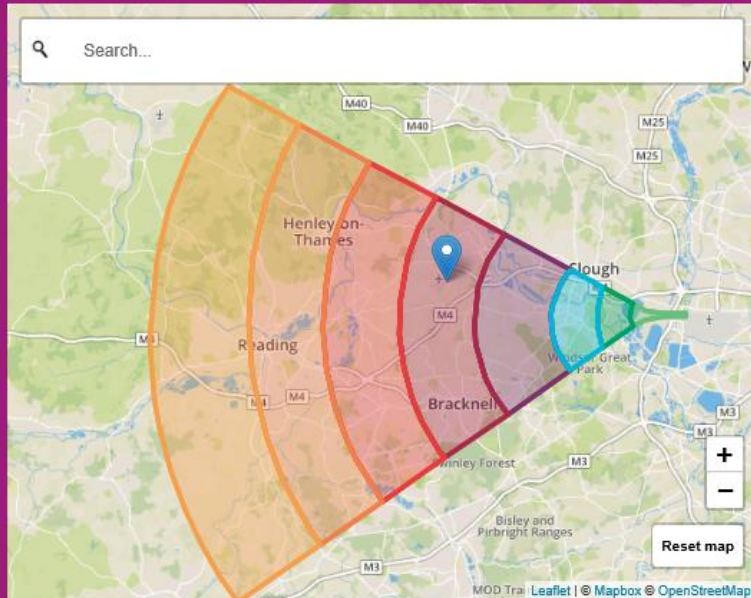 Search...
M40
M40
M25
M25
Henley-on-
Thames
Slough
M4
M4
Reading
Windsor Great
Park
M4
M4
Bracknell
M3
M3
Swinley Forest
M3
Bisley and
Pirbright Ranges
M3
MOD
+
−
Reset map
Leaflet | © Mapbox © OpenStreetMap